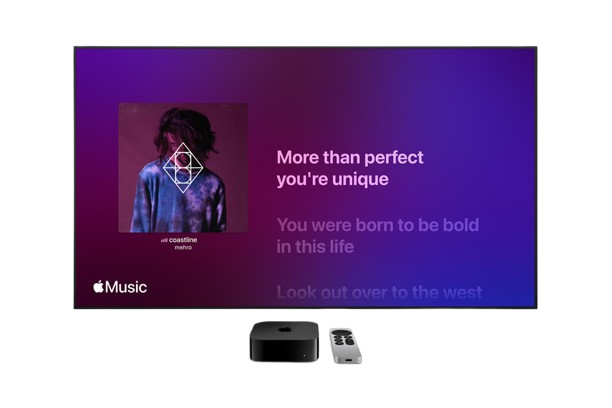 More than perfect
you're unique
You were born to be bold
in this life
Look out over to the west
coastline
mehro
Music